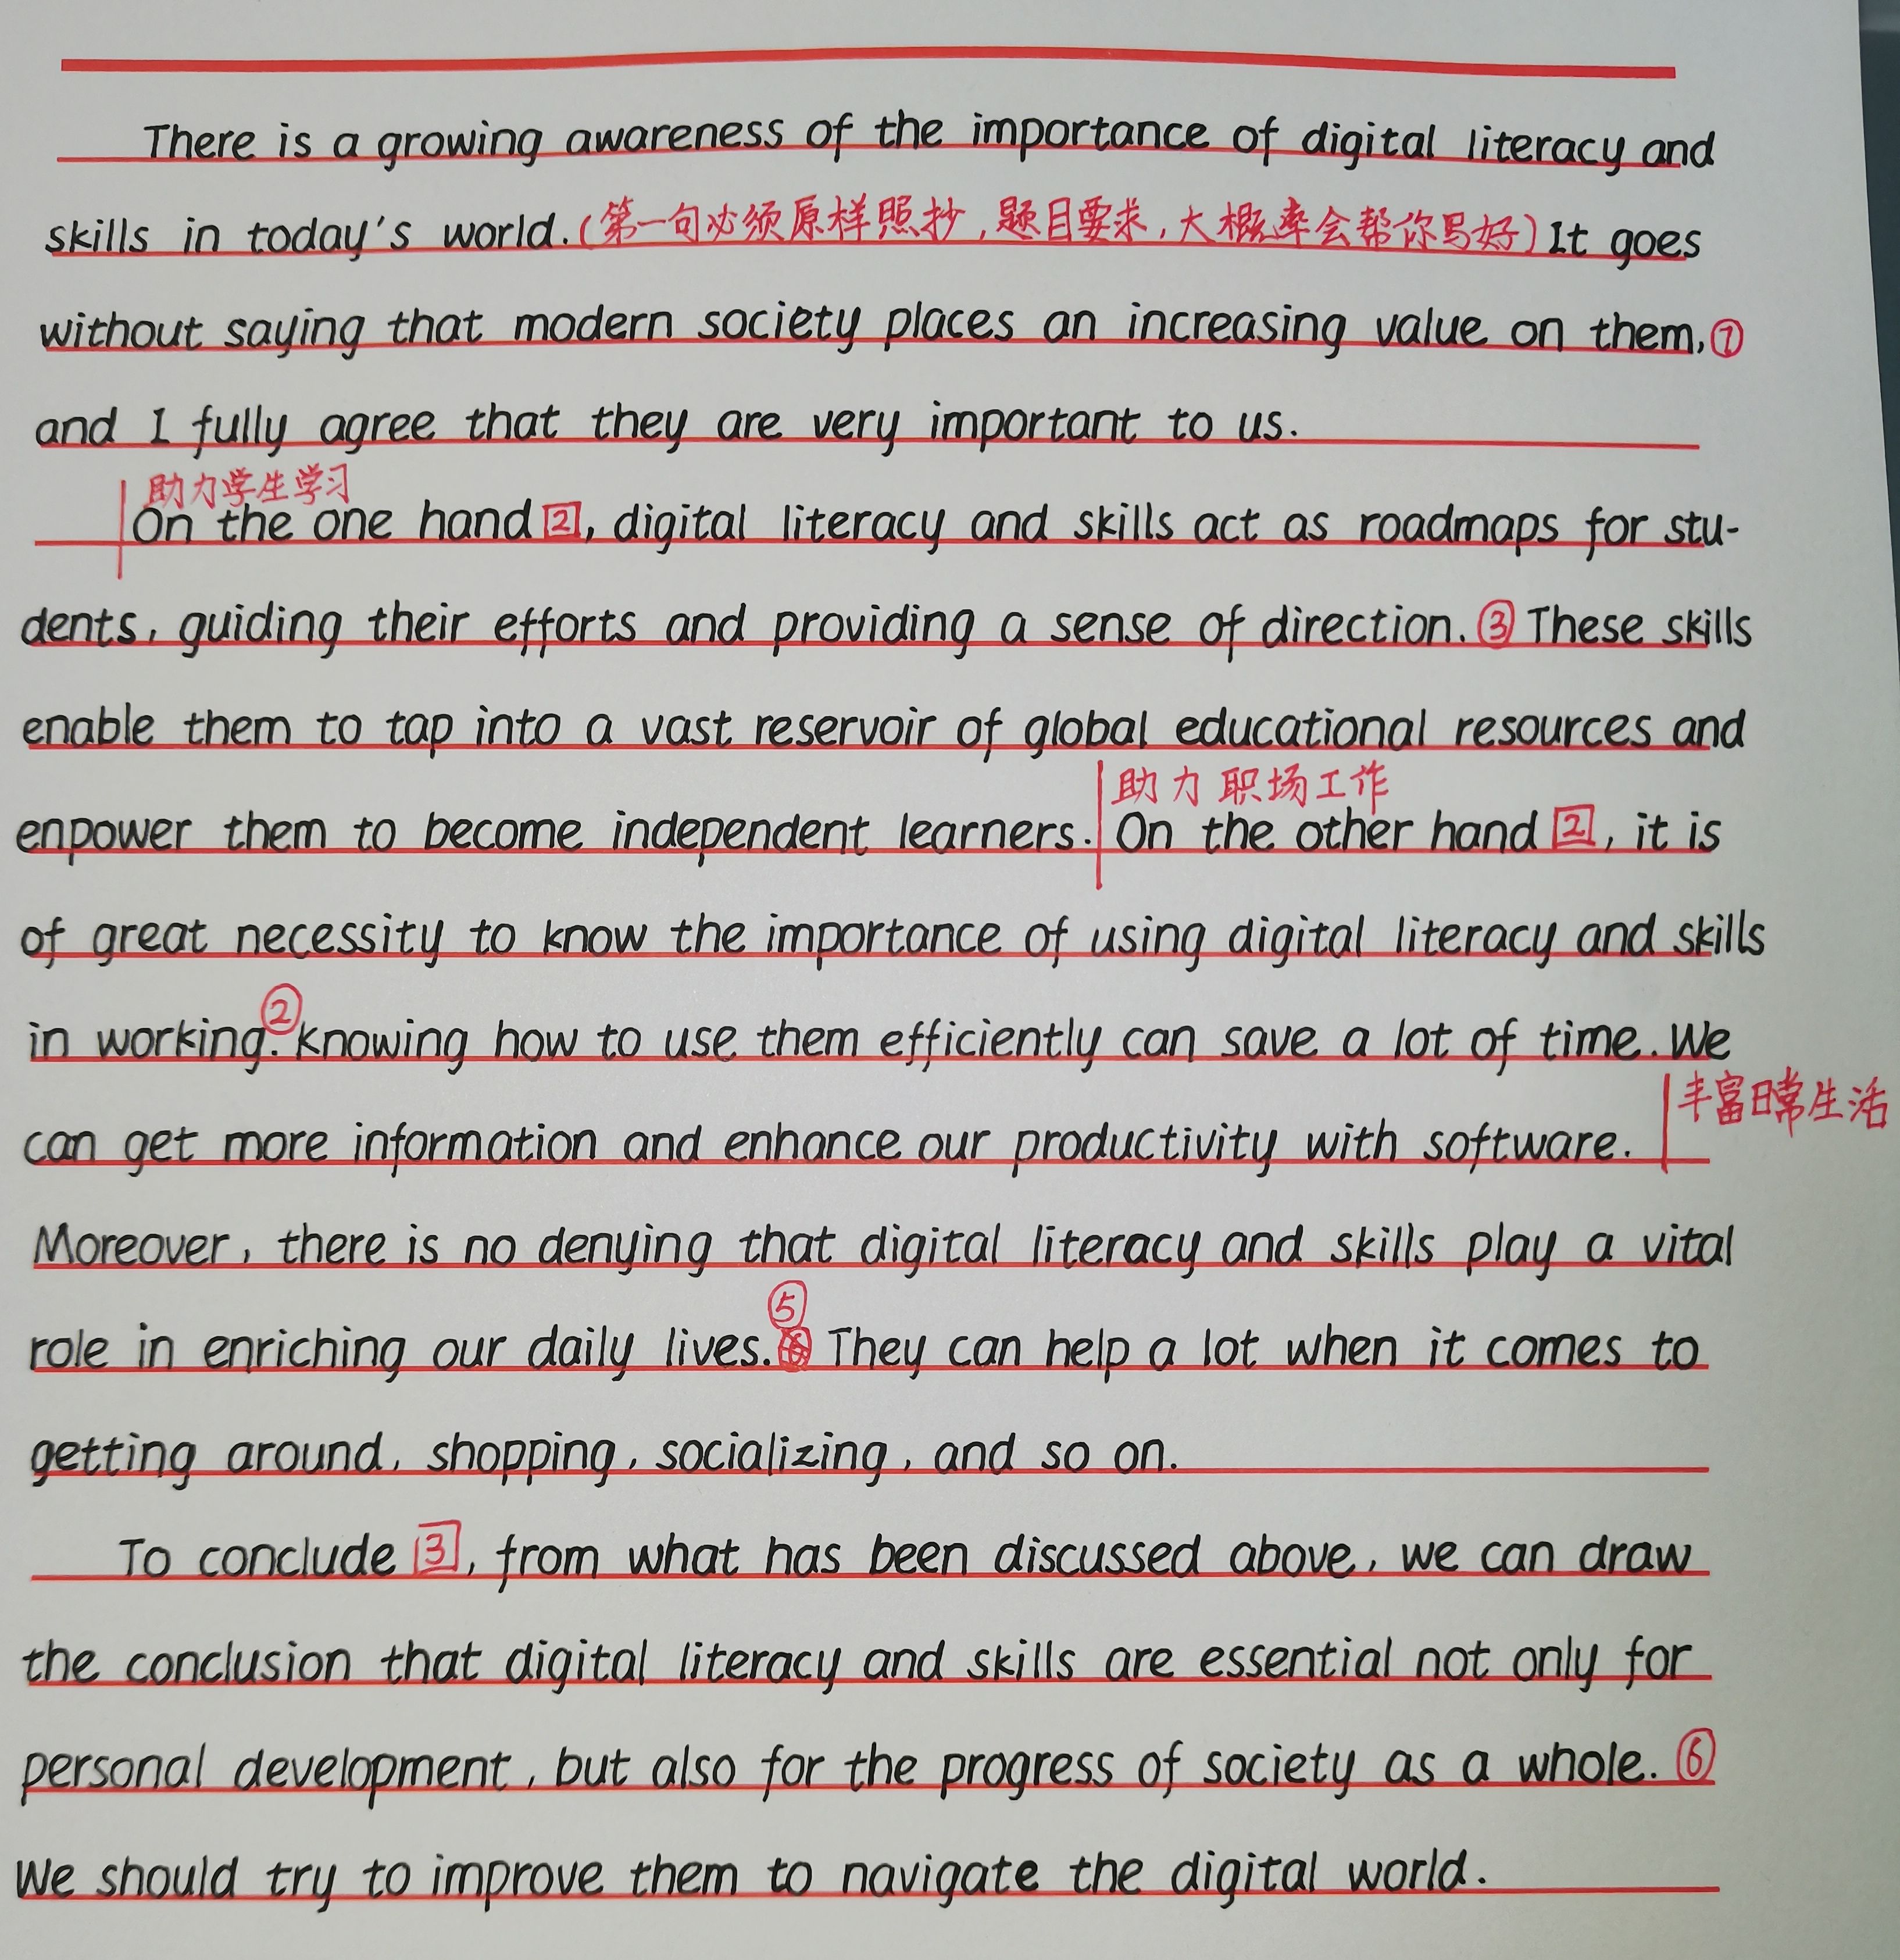 There is a growing awareness of the importance of digital literacy and
skills in today's world.(第一句必须原样照抄,题目要求,大概率会帮你写好)It goes
without saying that modern society places an increasing value on them,①
and I fully agree that they are very important to us.
助力学生学习
On the one hand 2, digital literacy and skills act as roadmaps for stu-
dents, guiding their efforts and providing a sense of direction.③These skills
enable them to tap into a vast reservoir of global educational resources and
助力职场工作
enpower them to become independent learners. On the other hand 2, it is
of great necessity to know the importance of using digital literacy and skills
in working.②knowing how to use them efficiently can save a lot of time. We
丰富日常生活
can get more information and enhance our productivity with software.
Moreover, there is no denying that digital literacy and skills play a vital
role in enriching our daily lives.⑤ They can help a lot when it comes to
getting around, shopping, socializing, and so on.
To conclude 3, from what has been discussed above, we can draw
the conclusion that digital literacy and skills are essential not only for
personal development, but also for the progress of society as a whole.⑥
We should try to improve them to navigate the digital world.